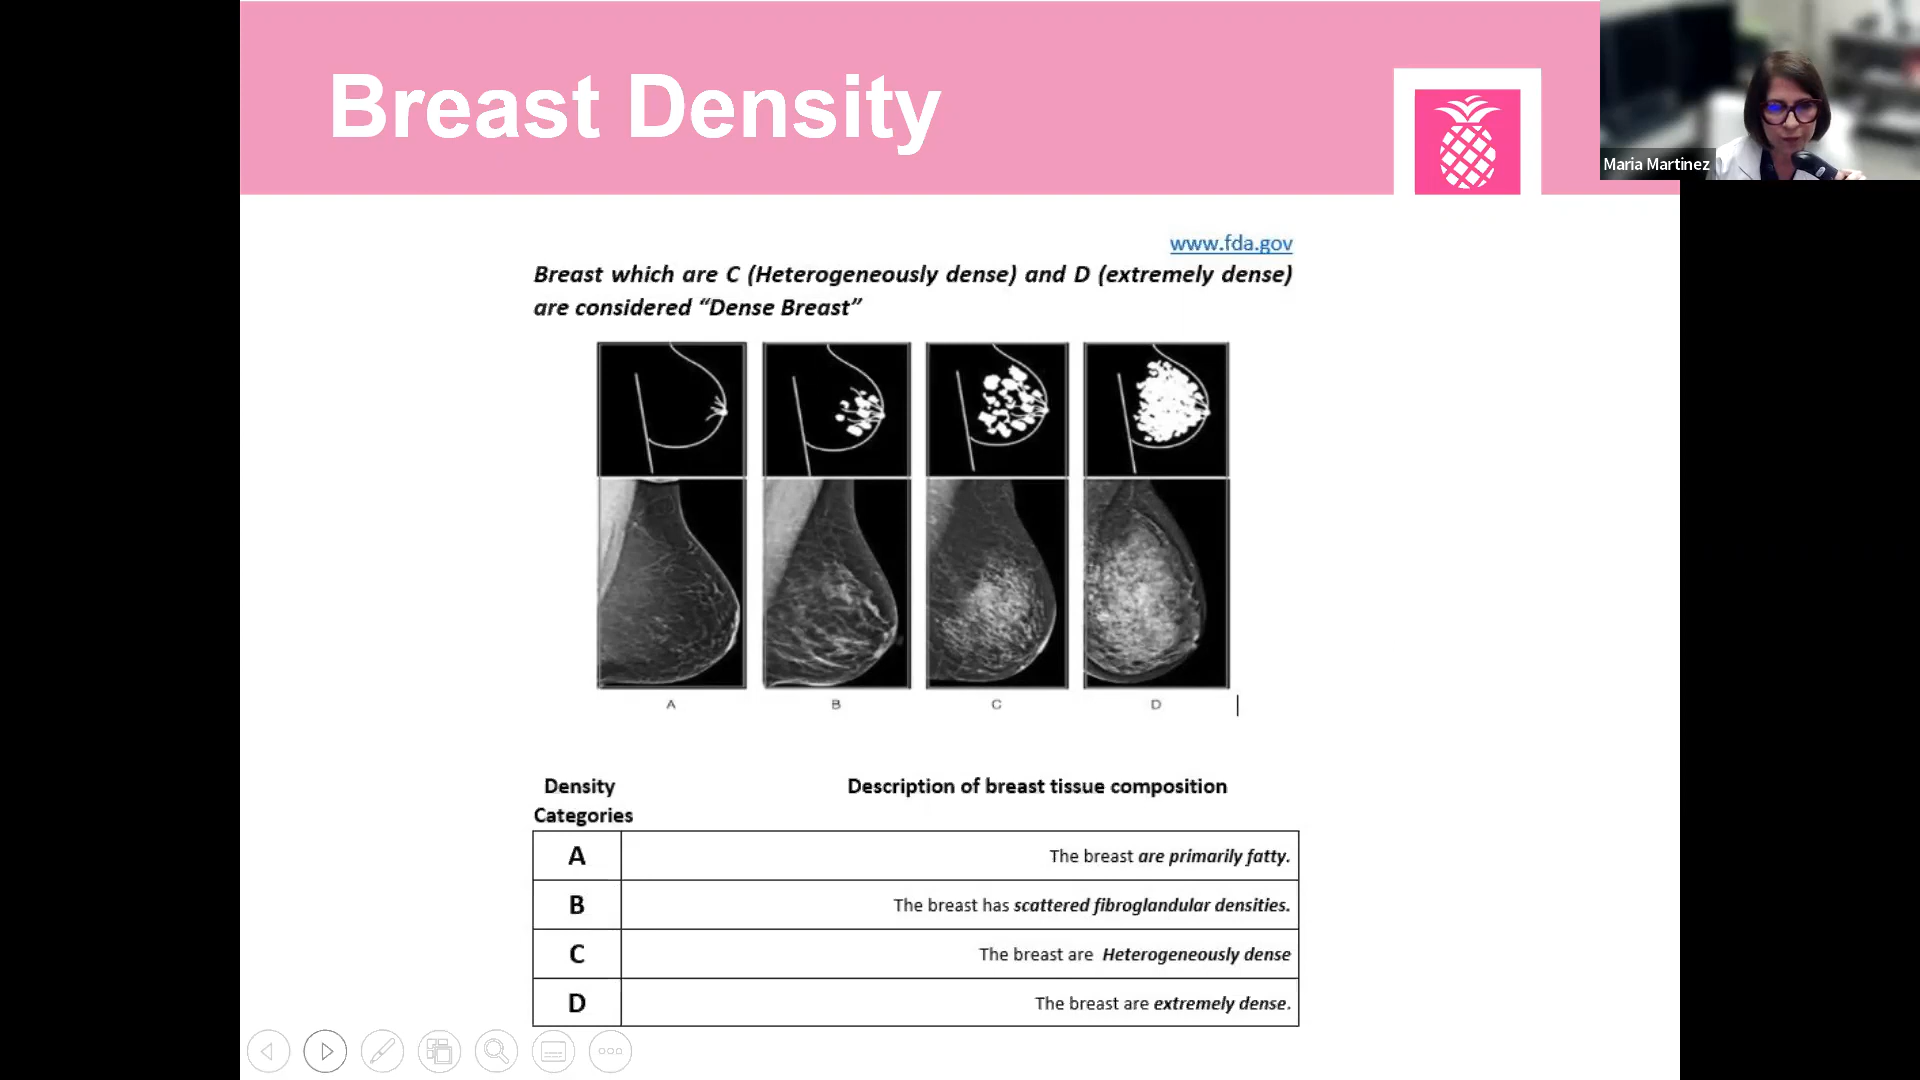 Breast Density
Maria Martinez
www.fda.gov
Breast which are C (Heterogeneously dense) and D (extremely dense)
are considered “Dense Breast”
A B C D
Density Description of breast tissue composition
Categories
A The breast are primarily fatty.
B The breast has scattered fibroglandular densities.
C The breast are Heterogeneously dense
D The breast are extremely dense.